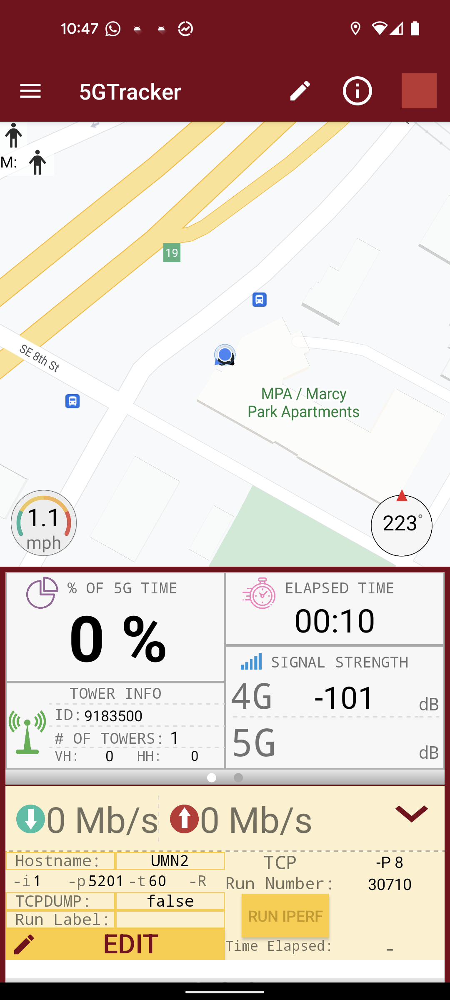 10:47
5GTracker
M:
19
SE 8th St
MPA / Marcy
Park Apartments
1.1
mph
223°
% OF 5G TIME
0 %
ELAPSED TIME
00:10
SIGNAL STRENGTH
4G -101 dB
5G dB
TOWER INFO
ID: 9183500
# OF TOWERS: 1
VH: 0 HH: 0
0 Mb/s 0 Mb/s
Hostname: UMN2
TCP -P 8
-i 1 -p 5201 -t 60 -R
Run Number: 30710
TCPDUMP: false
Run Label:
RUN IPERF
EDIT
Time Elapsed: -